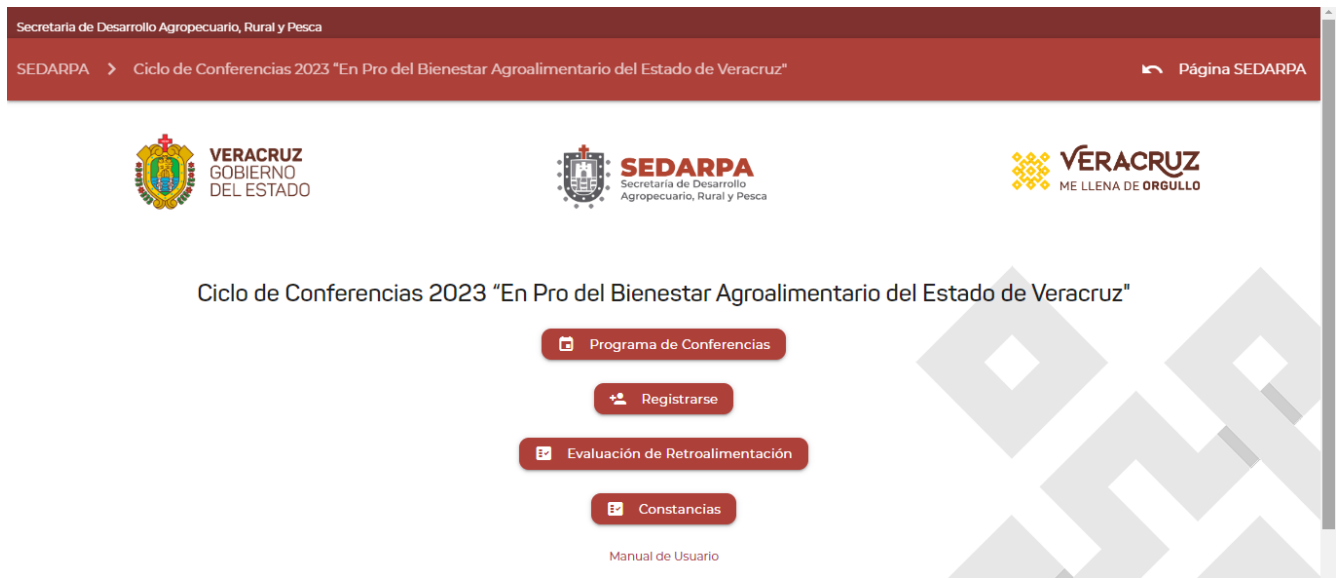 Secretaria de Desarrollo Agropecuario, Rural y Pesca
SEDARPA > Ciclo de Conferencias 2023 "En Pro del Bienestar Agroalimentario del Estado de Veracruz"
Página SEDARPA
VERACRUZ
GOBIERNO
DEL ESTADO
SEDARPA
Secretaría de Desarrollo
Agropecuario, Rural y Pesca
VERACRUZ
ME LLENA DE ORGULLO
Ciclo de Conferencias 2023 “En Pro del Bienestar Agroalimentario del Estado de Veracruz"
Programa de Conferencias
Registrarse
Evaluación de Retroalimentación
Constancias
Manual de Usuario